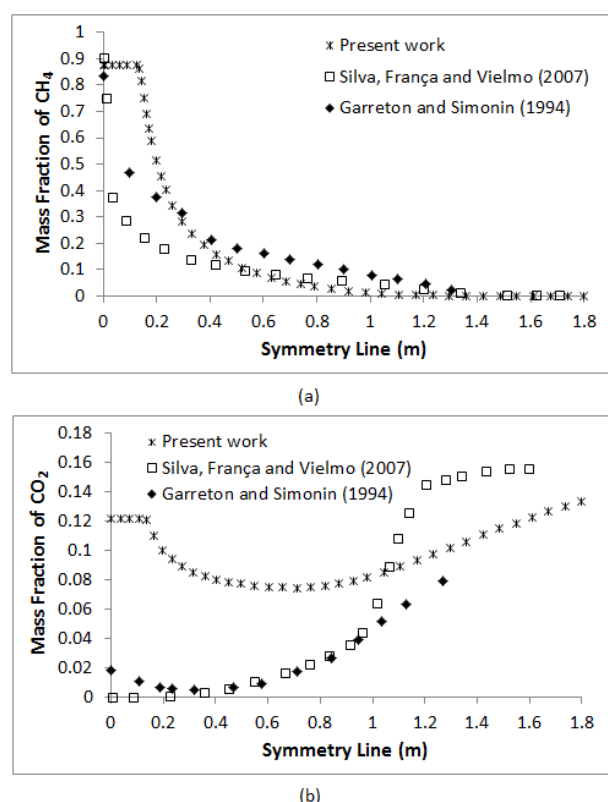 (a)
Mass Fraction of CH₄
1
0.9
0.8
0.7
0.6
0.5
0.4
0.3
0.2
0.1
0
Present work
Silva, França and Vielmo (2007)
Garreton and Simonin (1994)
0 0.2 0.4 0.6 0.8 1 1.2 1.4 1.6 1.8
Symmetry Line (m)
(a)
Mass Fraction of CO₂
0.18
0.16
0.14
0.12
0.1
0.08
0.06
0.04
0.02
0
Present work
Silva, França and Vielmo (2007)
Garreton and Simonin (1994)
0 0.2 0.4 0.6 0.8 1 1.2 1.4 1.6 1.8
Symmetry Line (m)
(b)